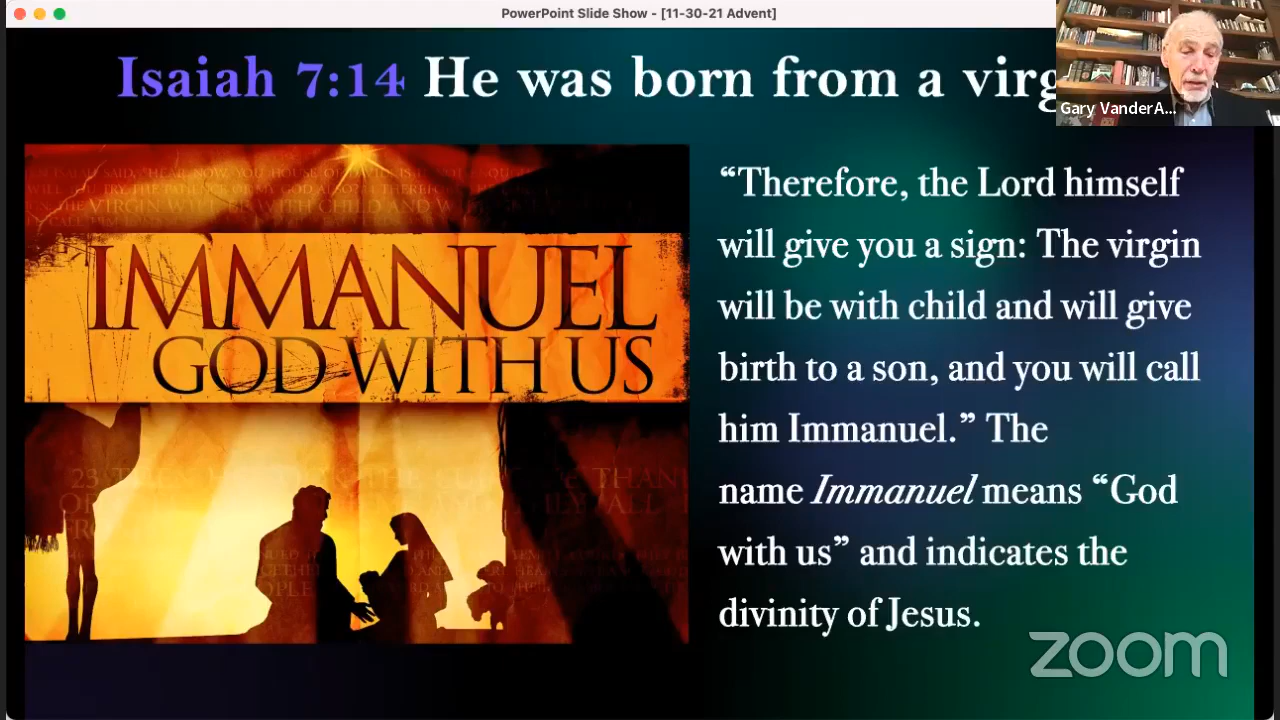 PowerPoint Slide Show - [11-30-21 Advent]
Isaiah 7:14 He was born from a virg
Gary VanderA...
IMMANUEL
GOD WITH US
“Therefore, the Lord himself
will give you a sign: The virgin
will be with child and will give
birth to a son, and you will call
him Immanuel.” The
name Immanuel means “God
with us” and indicates the
divinity of Jesus.
zoom